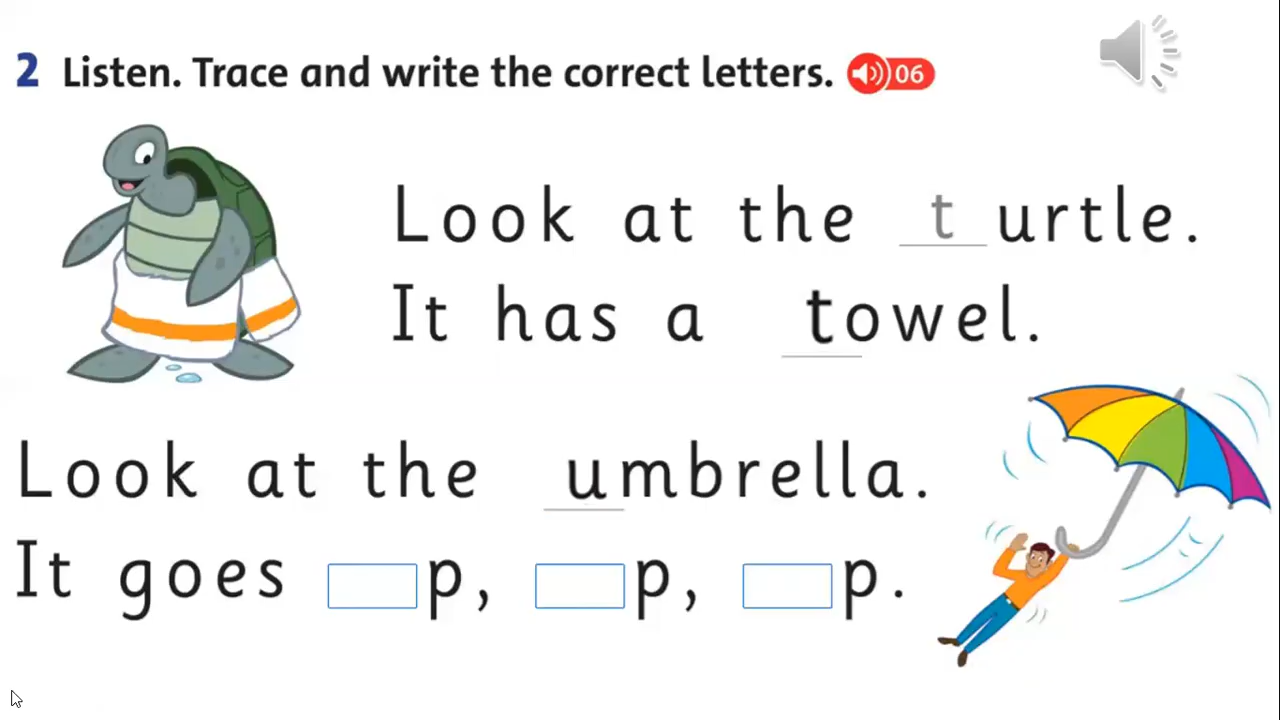 2 Listen. Trace and write the correct letters. 06
Look at the turtle.
It has a towel.
Look at the umbrella.
It goes p, p, p.